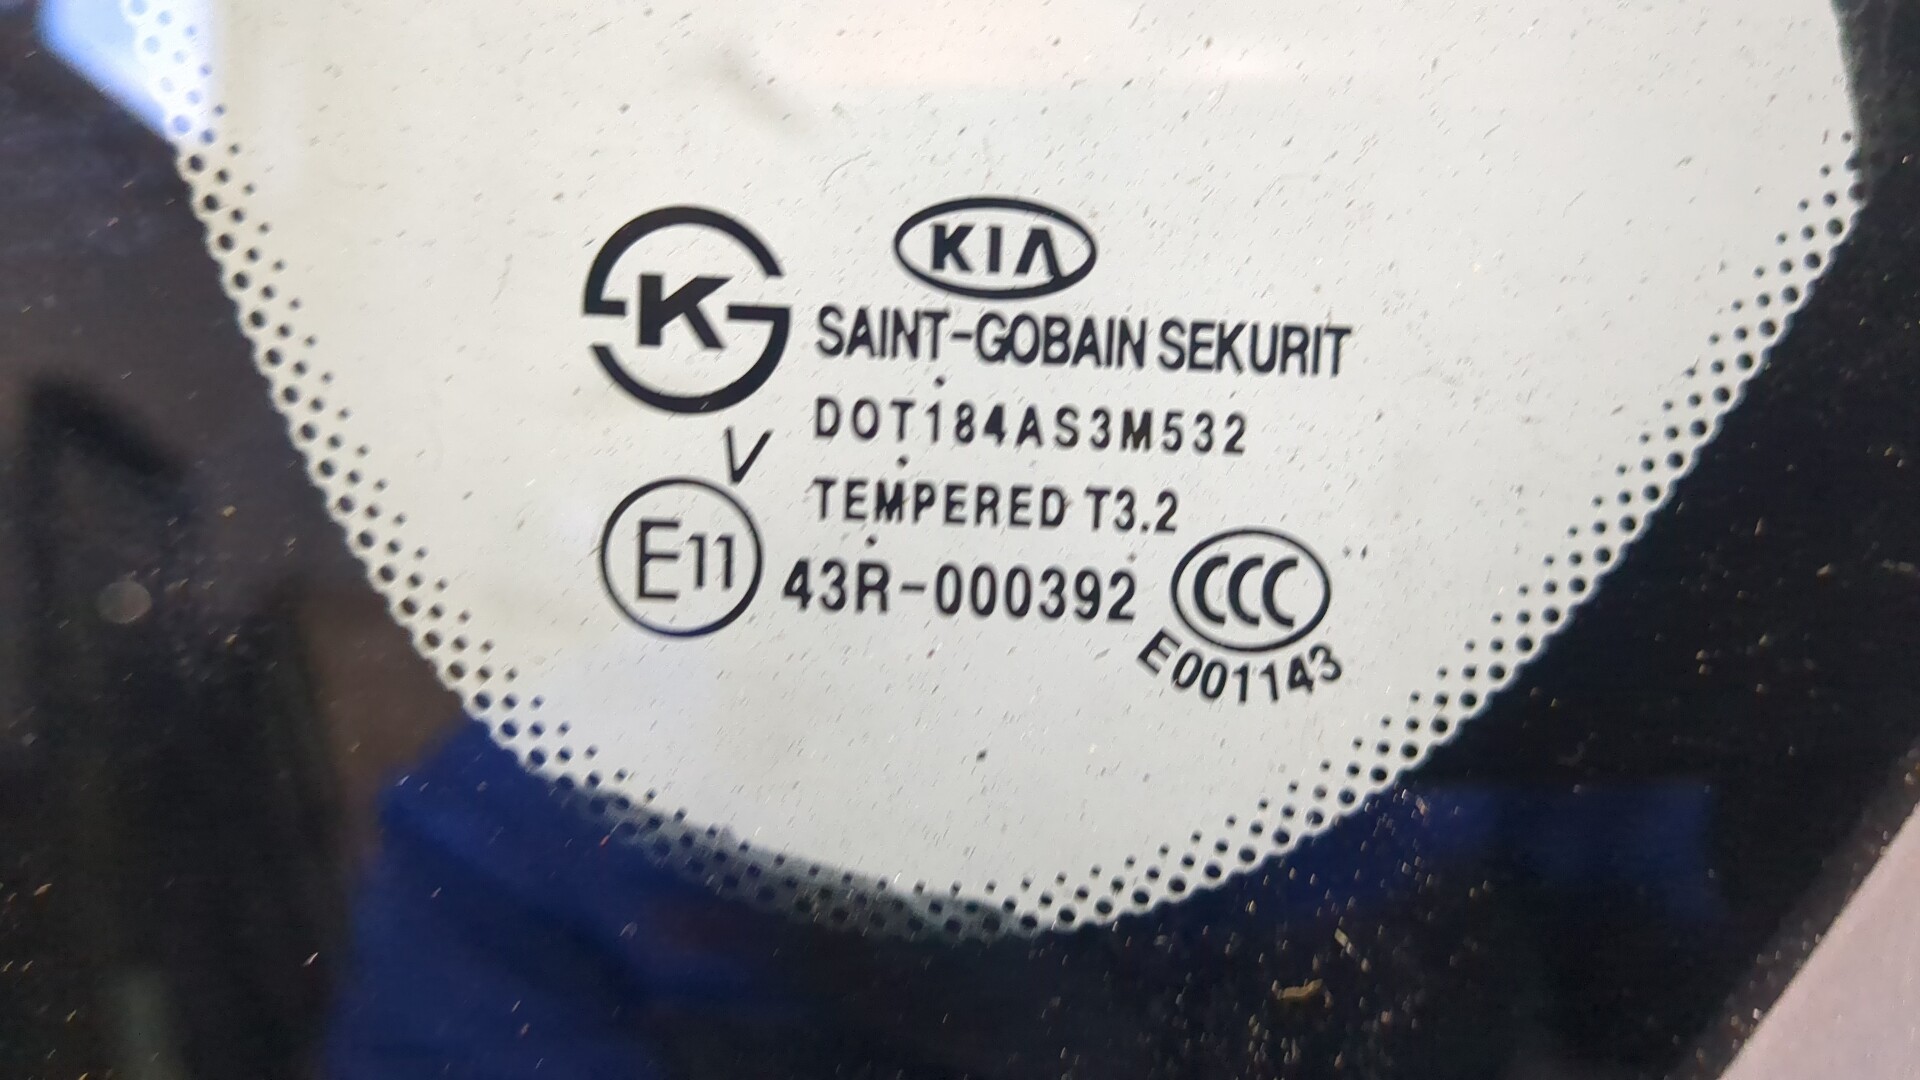 KIA
K
SAINT-GOBAIN SEKURIT
DOT184AS3M532
V
TEMPERED T3.2
E11
43R-000392
CCC
E001143